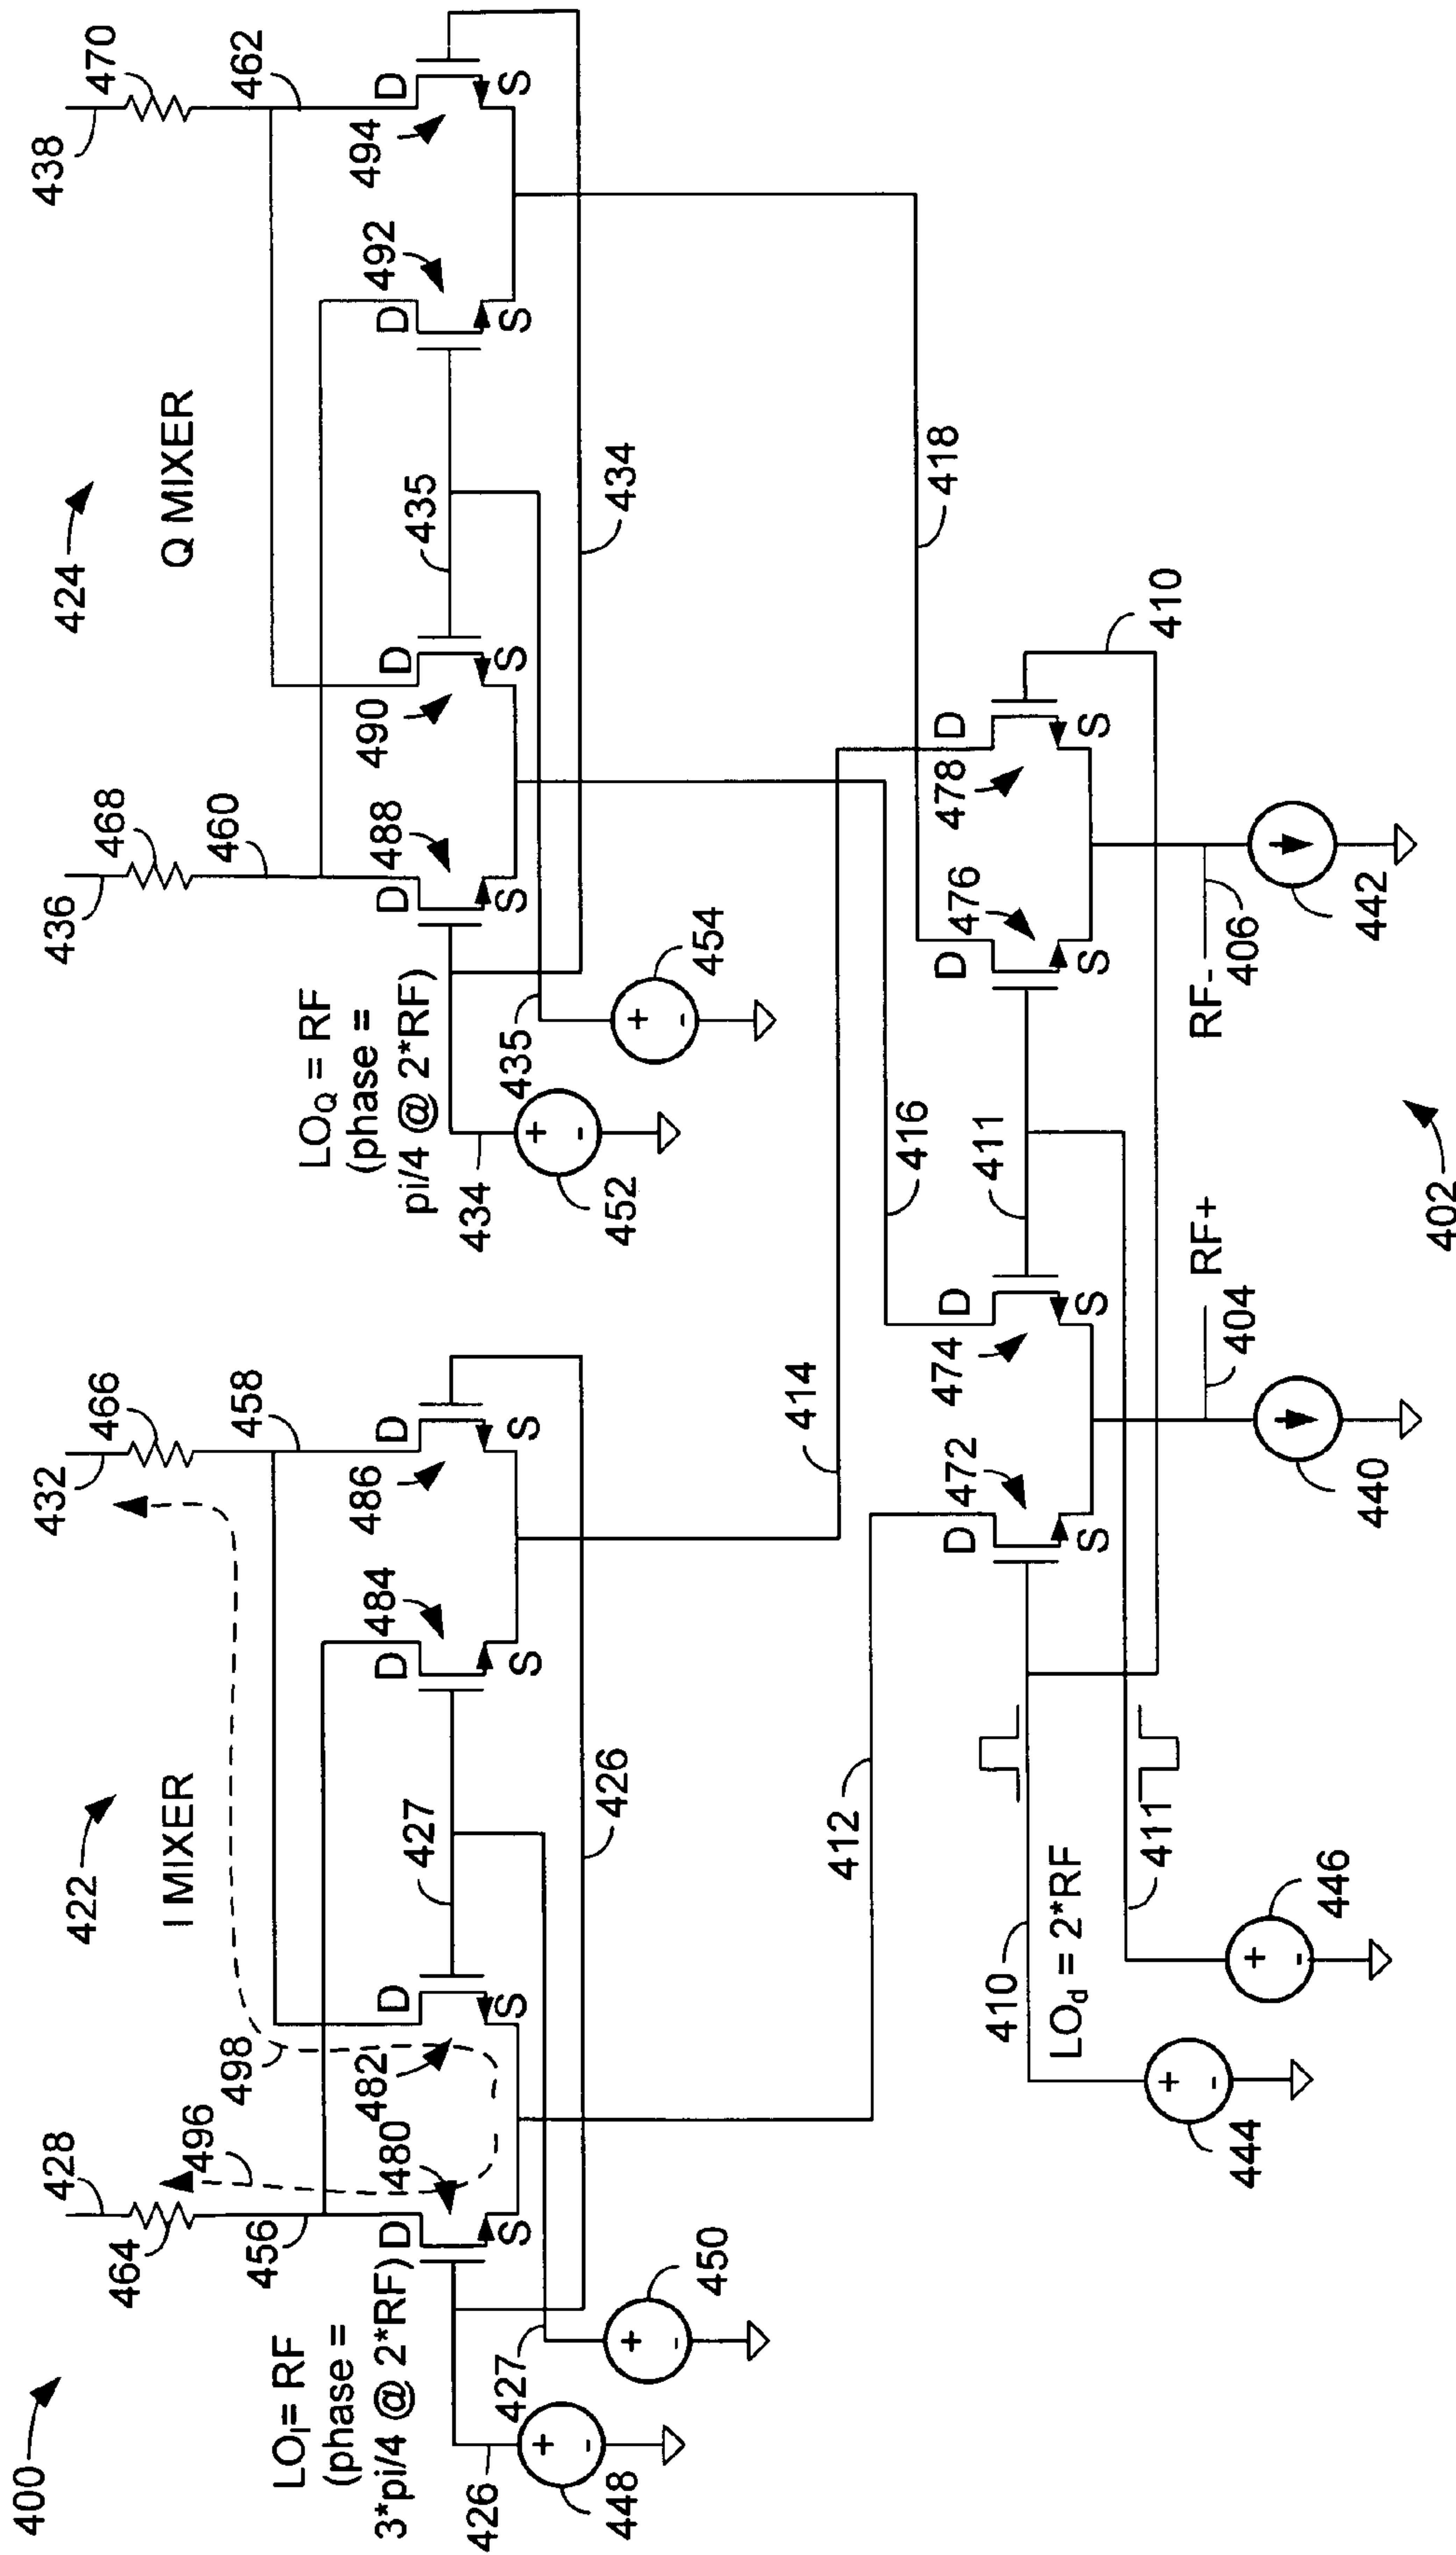 400
422
424
I MIXER
Q MIXER
428
464
496
498
432
466
436
468
438
470
456
458
460
462
LO_I = RF
(phase =
3*pi/4 @ 2*RF)
D
480
S
D
482
S
D
484
S
D
486
S
427
426
426
448
427
450
LO_Q = RF
(phase =
pi/4 @ 2*RF)
D
488
S
D
490
S
D
492
S
D
494
S
435
434
434
452
435
454
412
414
416
418
D
472
S
D
474
S
D
476
S
D
478
S
411
410
410
LO_d = 2*RF
411
444
446
RF+
404
440
RF-
406
442
402
+
-
+
-
+
-
+
-
+
-
+
-